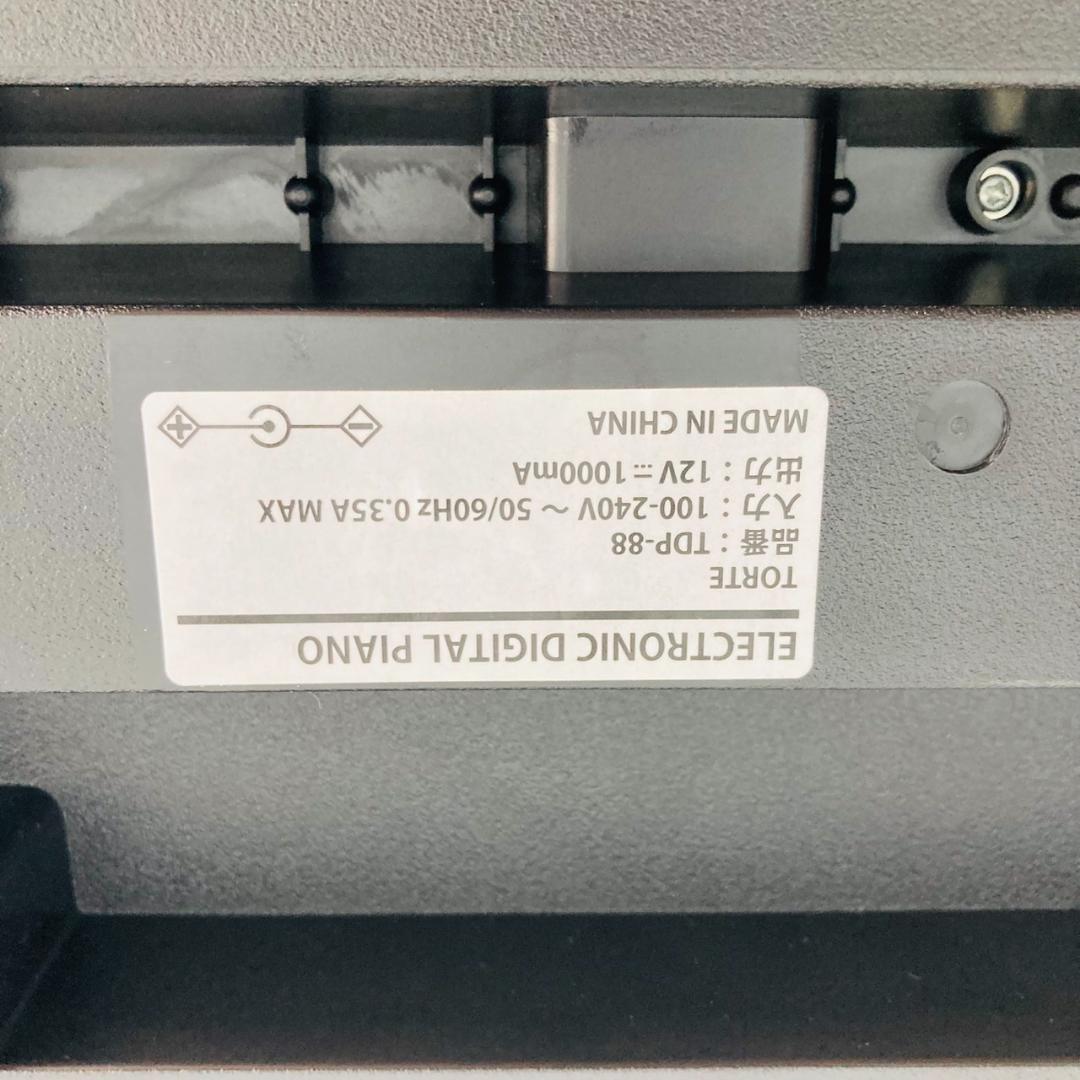 ELECTRONIC DIGITAL PIANO
TORTE
品番：TDP-88
入力：100-240V ～ 50/60Hz 0.35A MAX
出力：12V ⎓ 1000mA
MADE IN CHINA